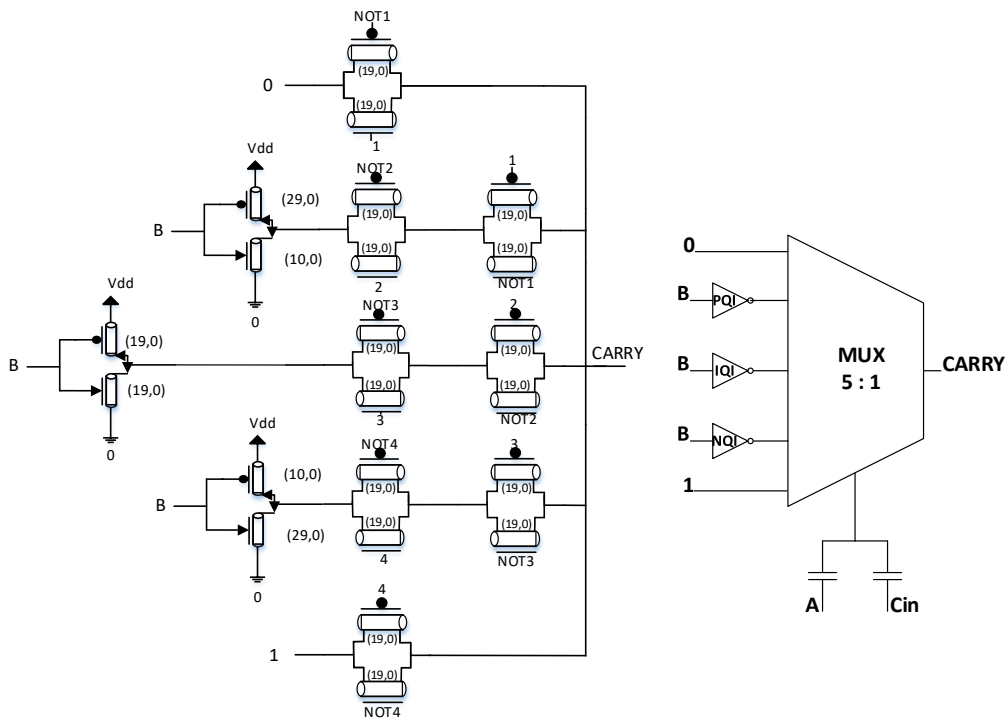 NOT1
(19,0)
0
(19,0)
1
Vdd
NOT2
1
(29,0)
(19,0)
(19,0)
B
(19,0)
(19,0)
(10,0)
2
NOT1
0
Vdd
NOT3
2
(19,0)
(19,0)
(19,0)
B
CARRY
(19,0)
(19,0)
(19,0)
3
NOT2
0
Vdd
NOT4
3
(10,0)
(19,0)
(19,0)
B
(19,0)
(19,0)
(29,0)
4
NOT3
0
4
(19,0)
1
(19,0)
NOT4
0
B
PQI
B
IQI
MUX
5 : 1
CARRY
B
NQI
1
A
Cin